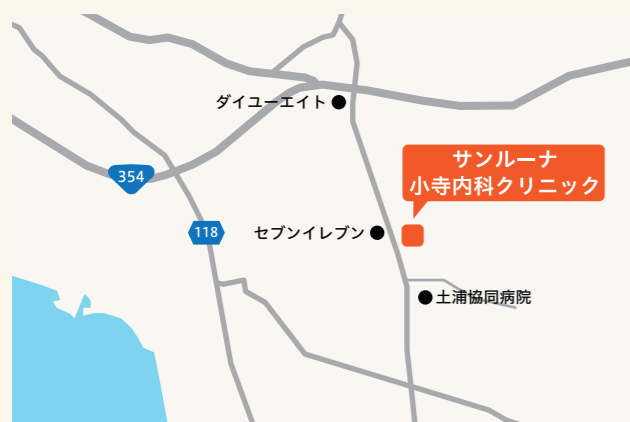 ダイユーエイト
サンルーナ
小寺内科クリニック
354
118
セブンイレブン
土浦協同病院